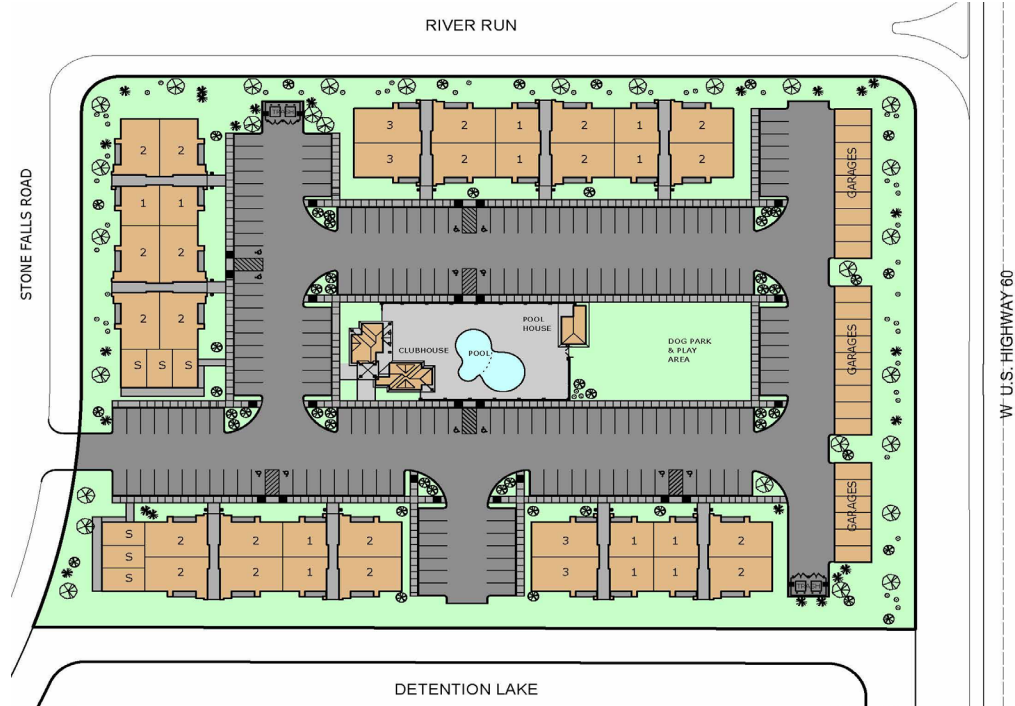 RIVER RUN
STONE FALLS ROAD
W U.S. HIGHWAY 60
3 2 1 2 1 2
3 2 1 2 1 2
2 2
1 1
2 2
2 2
S S S
GARAGES
GARAGES
GARAGES
CLUBHOUSE
POOL
POOL
HOUSE
DOG PARK
& PLAY
AREA
S
S
S
2 2 1 2
2 2 1 2
3 1 1 2
3 1 1 2
DETENTION LAKE